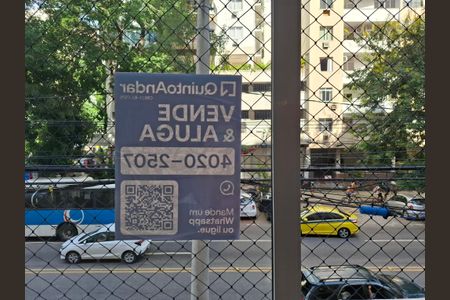 QuintoAndar
VENDE
& ALUGA
4020-2507
Mande um
Whatsapp
ou ligue.